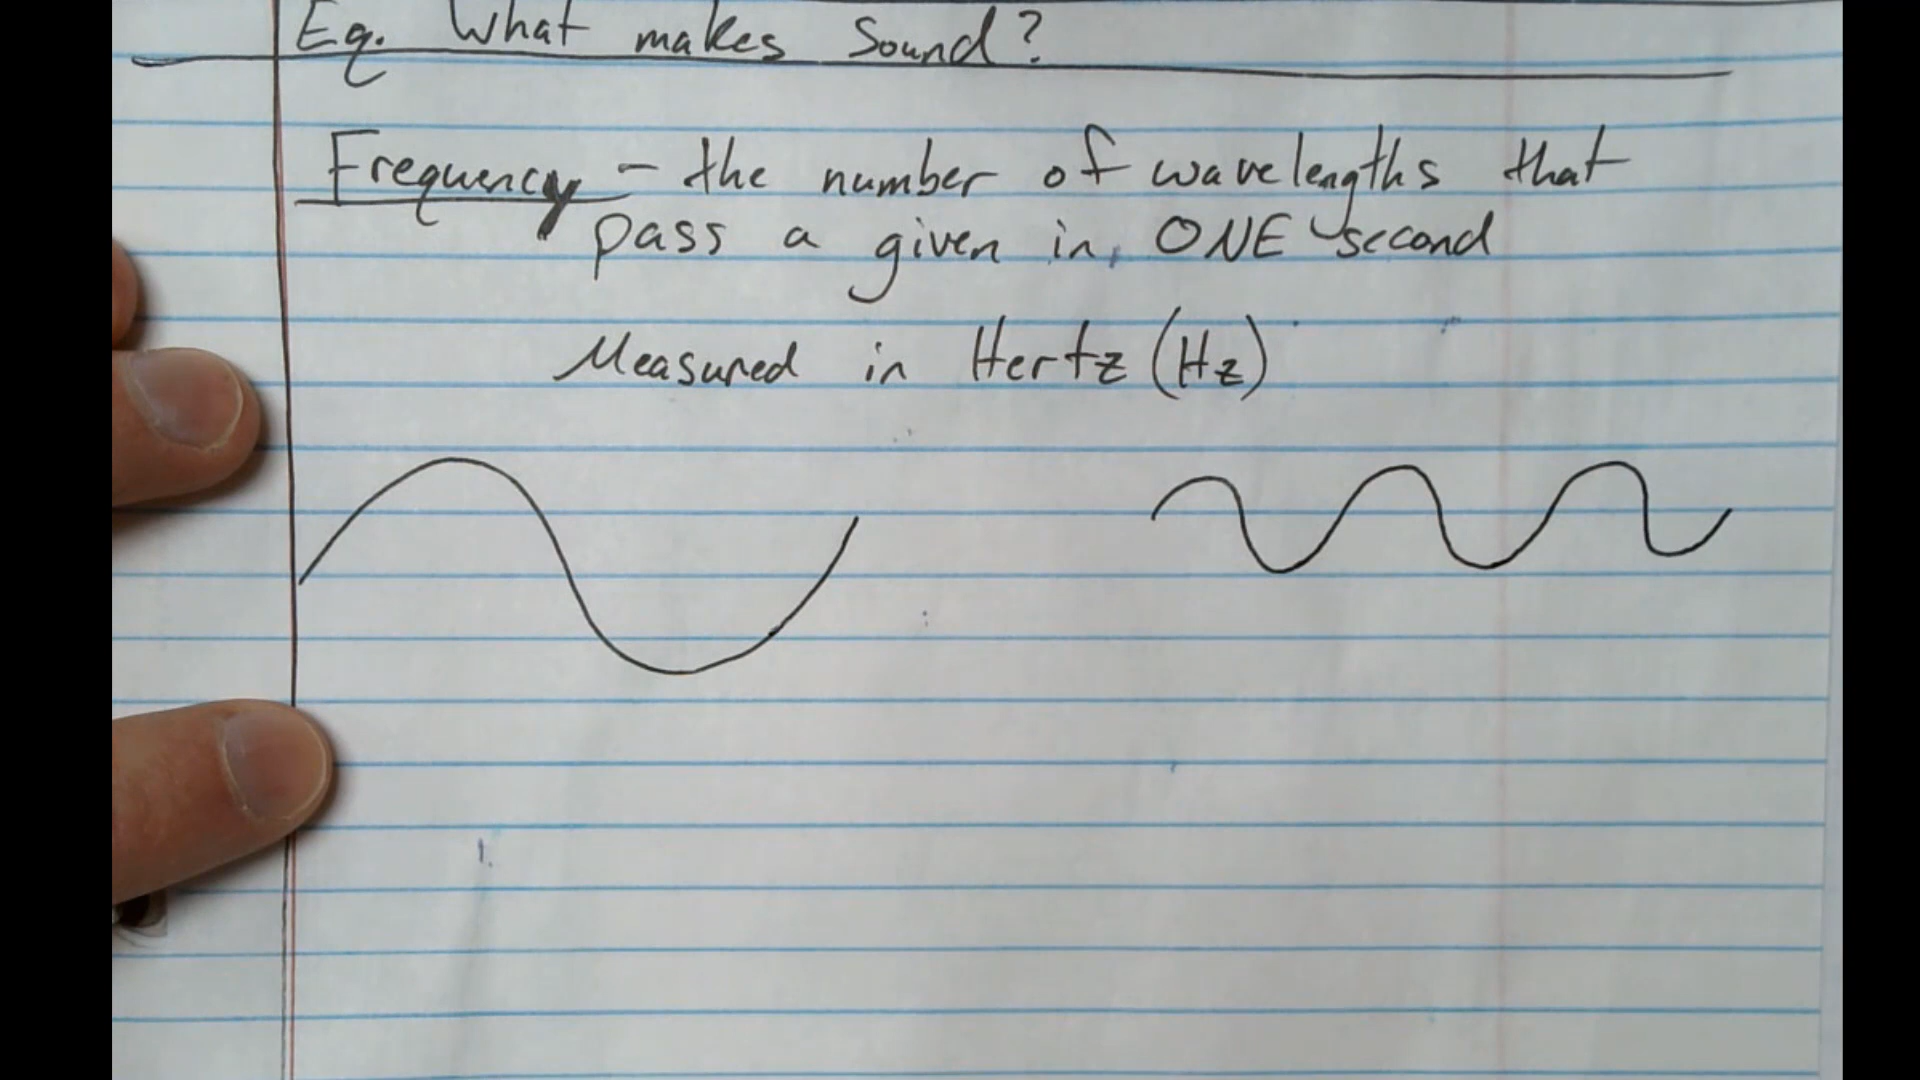 Eq. What makes Sound?
Frequency - the number of wavelengths that
pass a given in ONE second
Measured in Hertz (Hz)